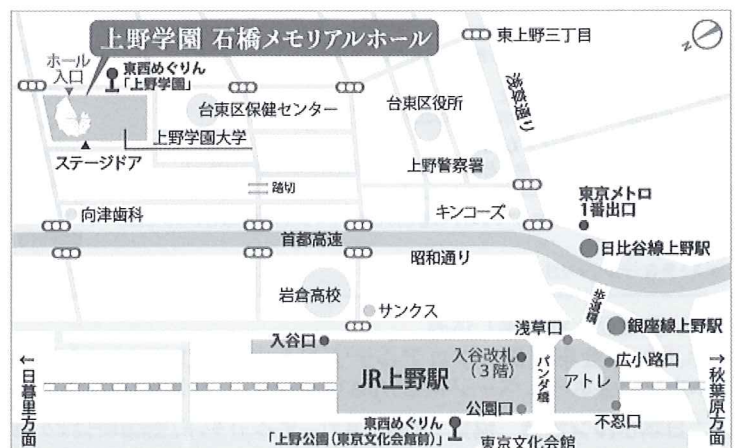 上野学園 石橋メモリアルホール
東上野三丁目
N
ホール
入口
東西めぐりん
「上野学園」
台東区保健センター
台東区役所
浅草通り
上野学園大学
ステージドア
上野警察署
踏切
東京メトロ
1番出口
向津歯科
キンコーズ
首都高速
昭和通り
日比谷線上野駅
岩倉高校
サンクス
歩道橋
銀座線上野駅
入谷口
浅草口
入谷改札
(3階)
パンダ橋
広小路口
JR上野駅
アトレ
←日暮里方面
→秋葉原方面
公園口
不忍口
東西めぐりん
「上野公園(東京文化会館前)」
東京文化会館